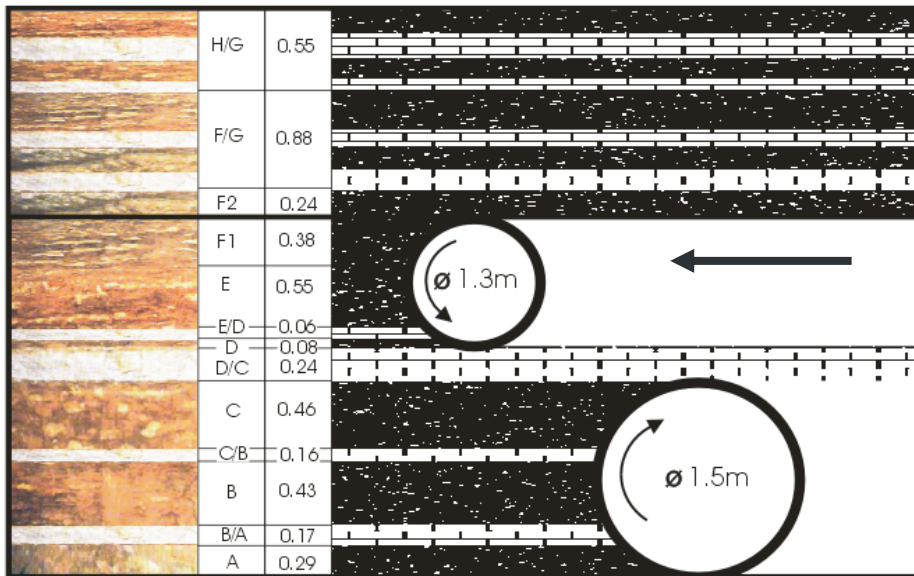 H/G 0.55
F/G 0.88
F2 0.24
F1 0.38
E 0.55
E/D 0.06
D 0.08
D/C 0.24
C 0.46
C/B 0.16
B 0.43
B/A 0.17
A 0.29
ø 1.3m
ø 1.5m